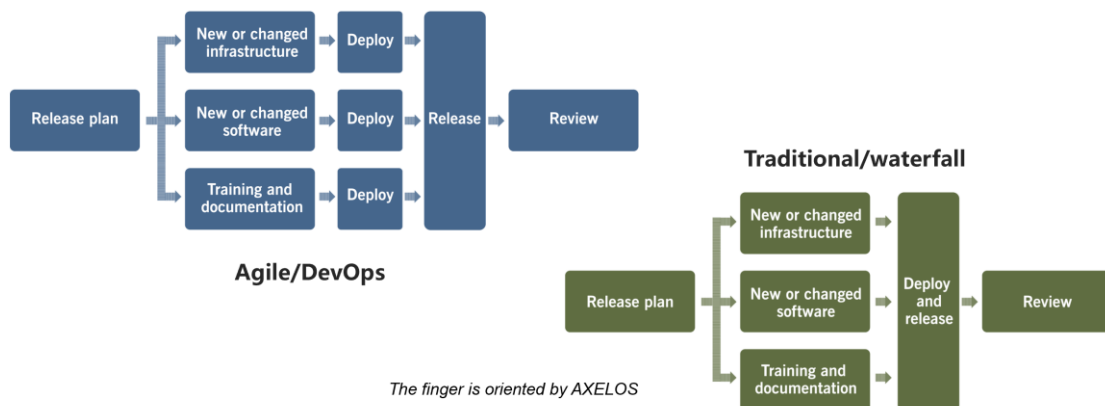 New or changed
infrastructure
Deploy
Release plan
New or changed
software
Deploy
Release
Review
Training and
documentation
Deploy
Agile/DevOps
Traditional/waterfall
New or changed
infrastructure
Release plan
New or changed
software
Deploy
and
release
Review
Training and
documentation
The finger is oriented by AXELOS